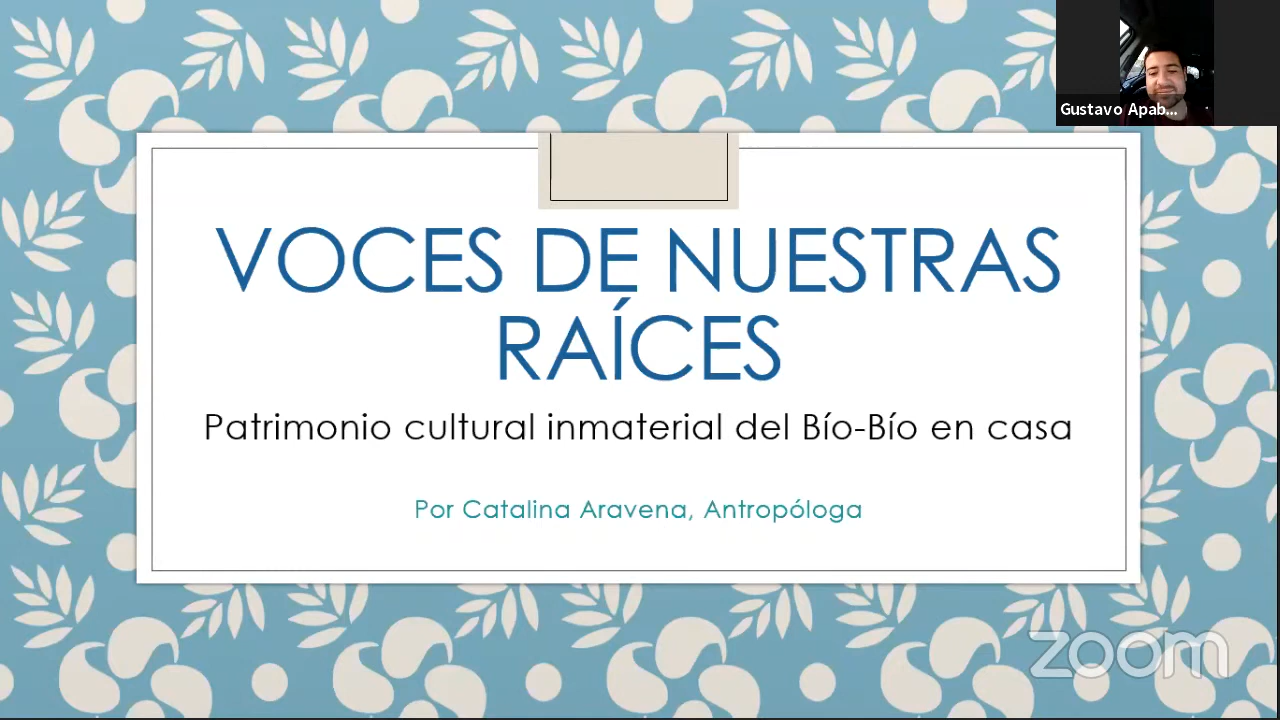 Gustavo Apab...
VOCES DE NUESTRAS
RAÍCES
Patrimonio cultural inmaterial del Bío-Bío en casa
Por Catalina Aravena, Antropóloga
zoom